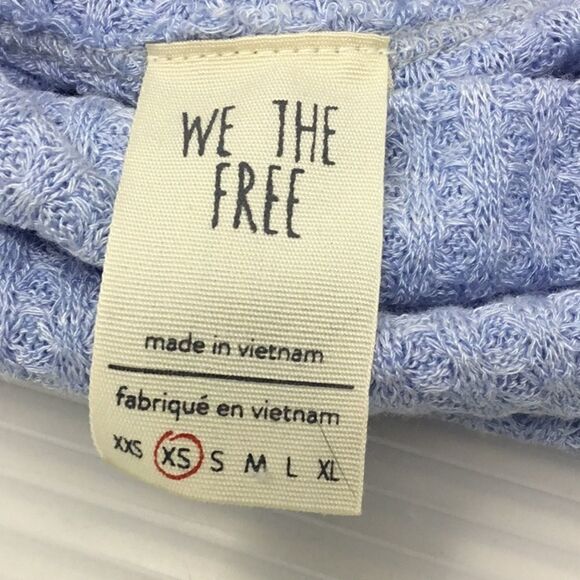 WE THE
FREE
made in vietnam
fabriqué en vietnam
XXS XS S M L XL